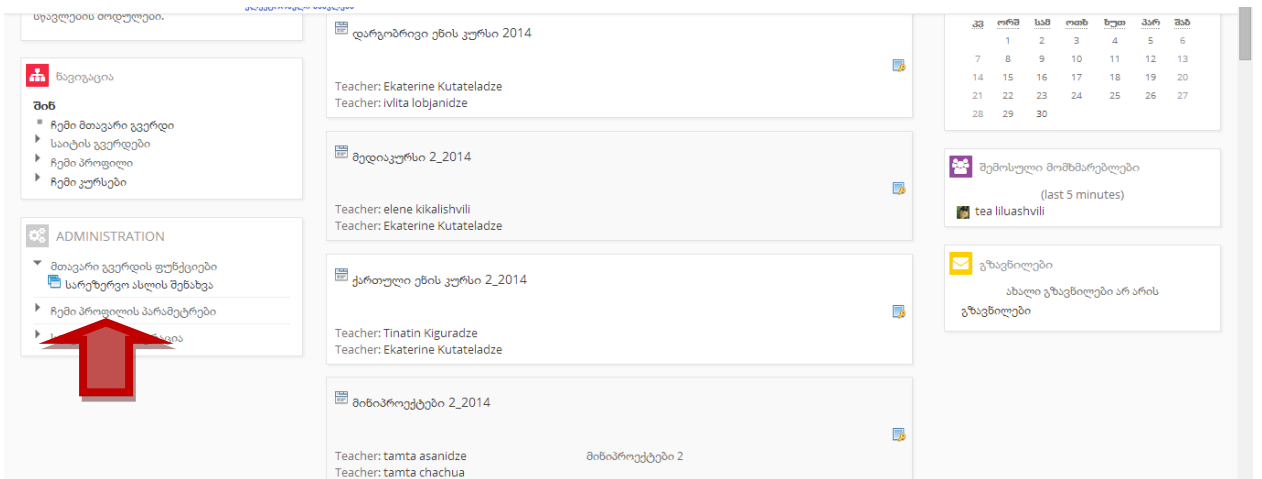 სწავლების მოდულები.
ნავიგაცია
შინ
ჩემი მთავარი გვერდი
საიტის გვერდები
ჩემი პროფილი
ჩემი კურსები
ADMINISTRATION
მთავარი გვერდის ფუნქციები
სარეზერვო ასლის შენახვა
ჩემი პროფილის პარამეტრები
დარგობრივი ენის კურსი 2014
Teacher: Ekaterine Kutateladze
Teacher: ivlita lobjanidze
მედიაკურსი 2_2014
Teacher: elene kikalishvili
Teacher: Ekaterine Kutateladze
ქართული ენის კურსი 2_2014
Teacher: Tinatin Kiguradze
Teacher: Ekaterine Kutateladze
მინიპროექტები 2_2014
Teacher: tamta asanidze მინიპროექტები 2
Teacher: tamta chachua
კვ ორშ სამ ოთხ ხუთ პარ შაბ
1 2 3 4 5 6
7 8 9 10 11 12 13
14 15 16 17 18 19 20
21 22 23 24 25 26 27
28 29 30
შემოსული მომხმარებლები
(last 5 minutes)
tea liluashvili
გზავნილები
ახალი გზავნილები არ არის
გზავნილები